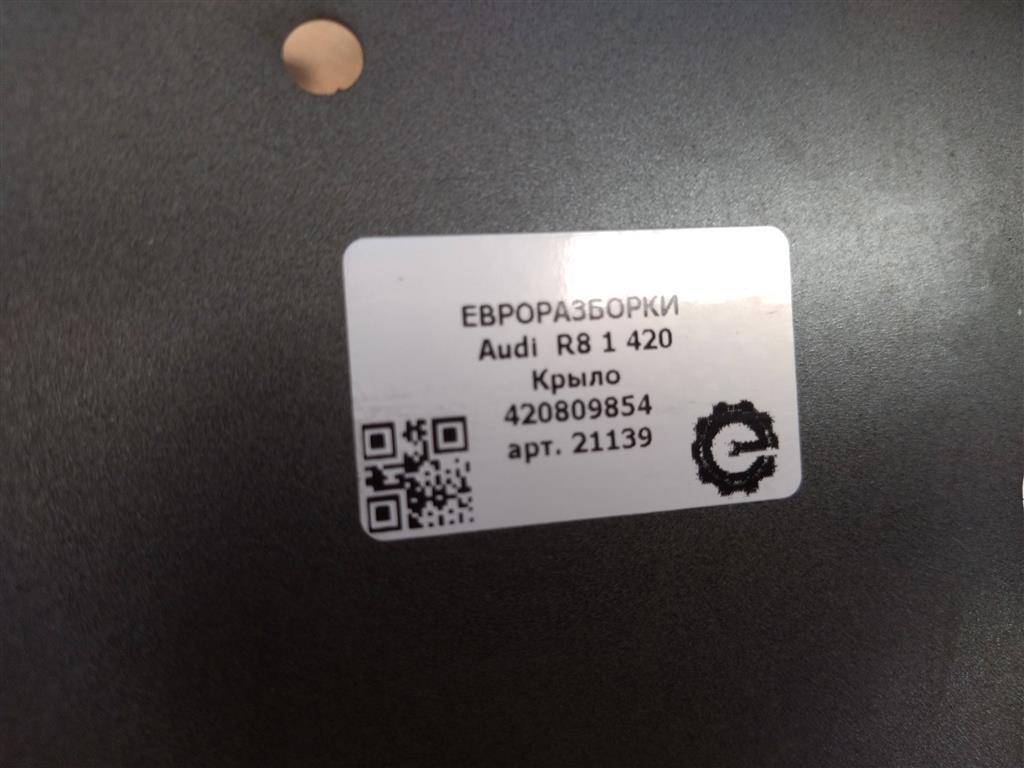 ЕВРОРАЗБОРКИ
Audi R8 1 420
Крыло
420809854
арт. 21139